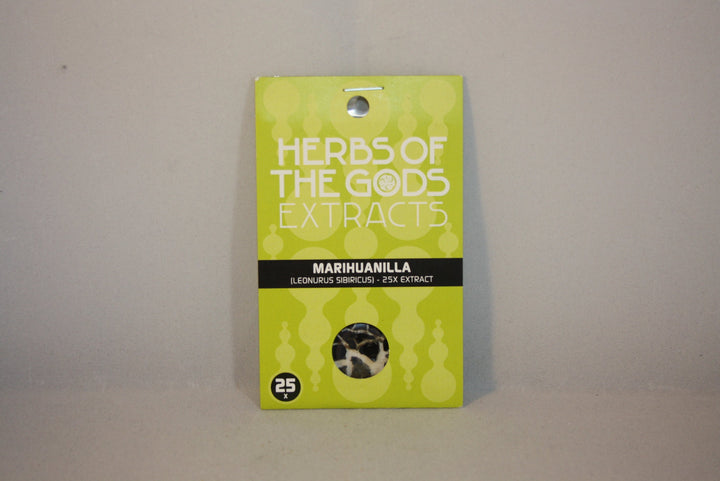 HERBS OF
THE GODS
EXTRACTS
MARIHUANILLA
(LEONURUS SIBIRICUS) - 25X EXTRACT
25
X